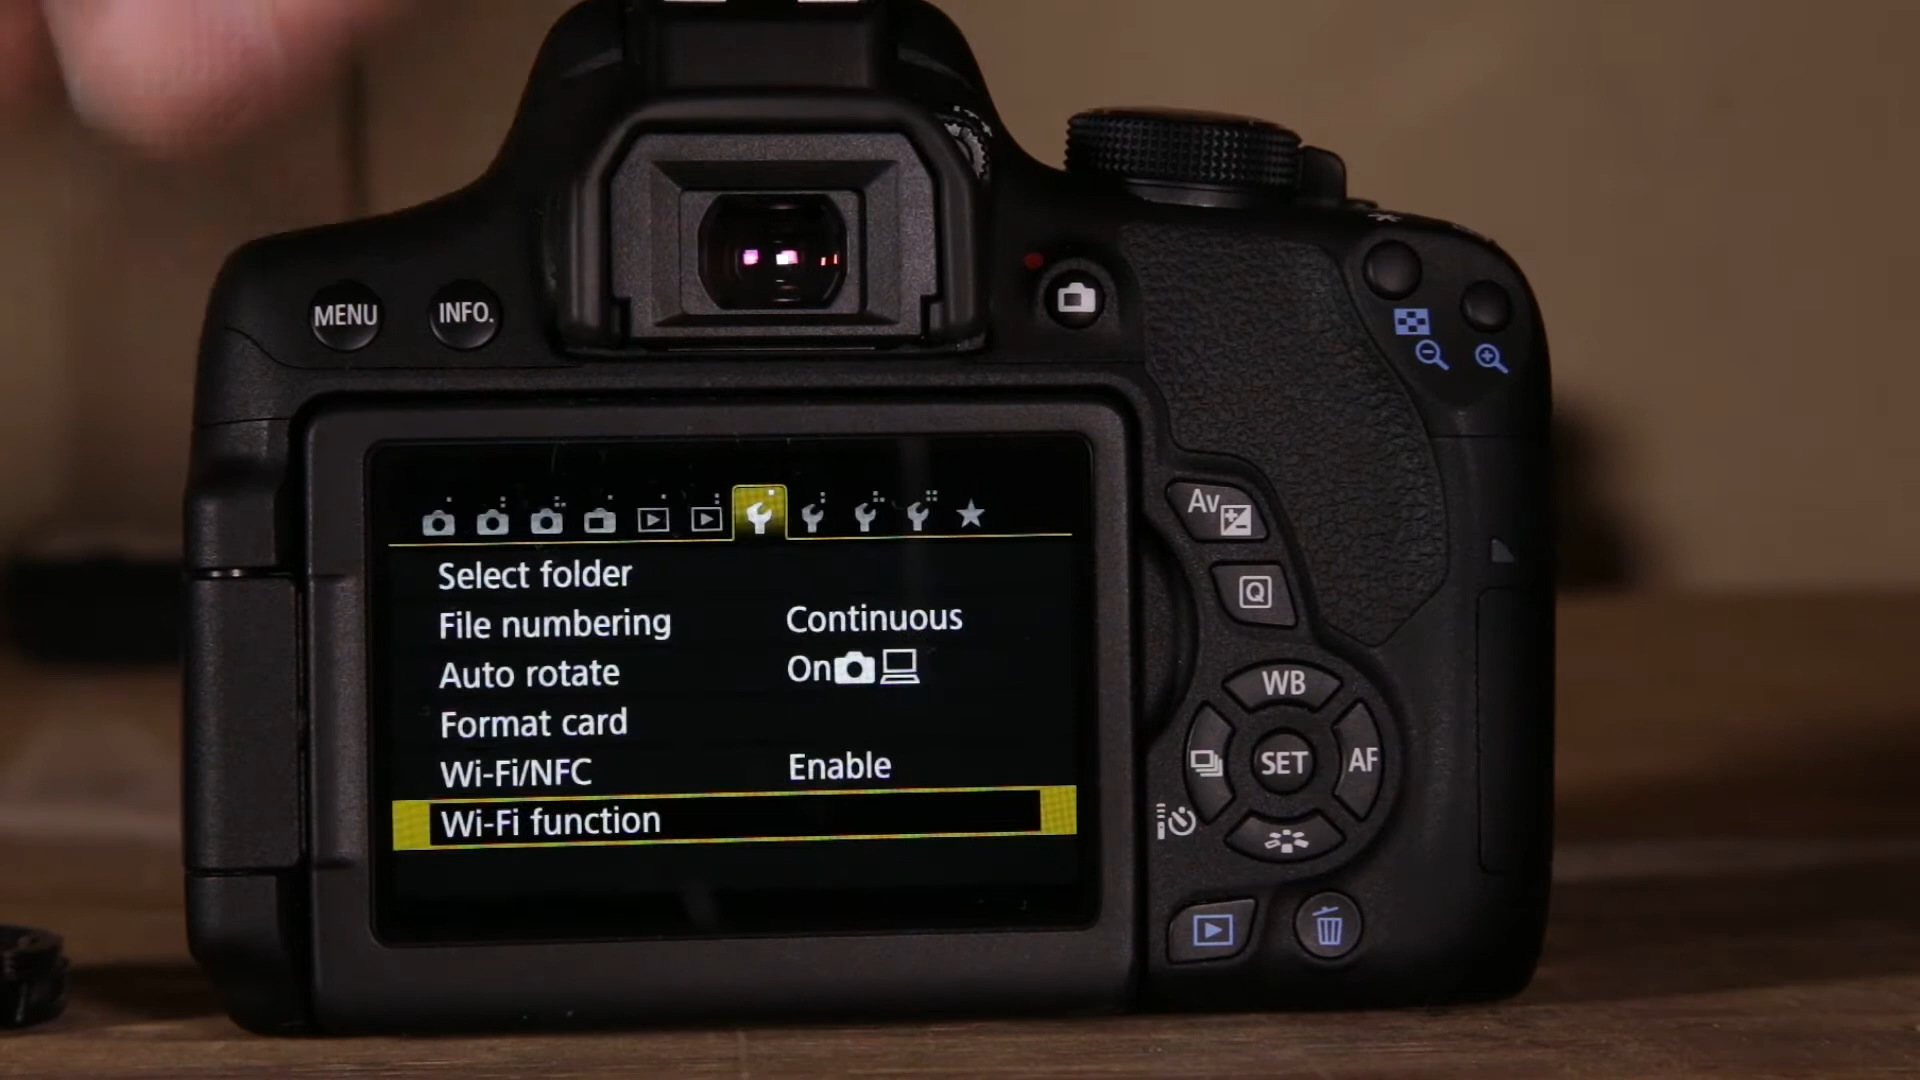 MENU
INFO.
Av
Q
Select folder
File numbering Continuous
Auto rotate On
Format card
Wi-Fi/NFC Enable
Wi-Fi function
WB
SET
AF